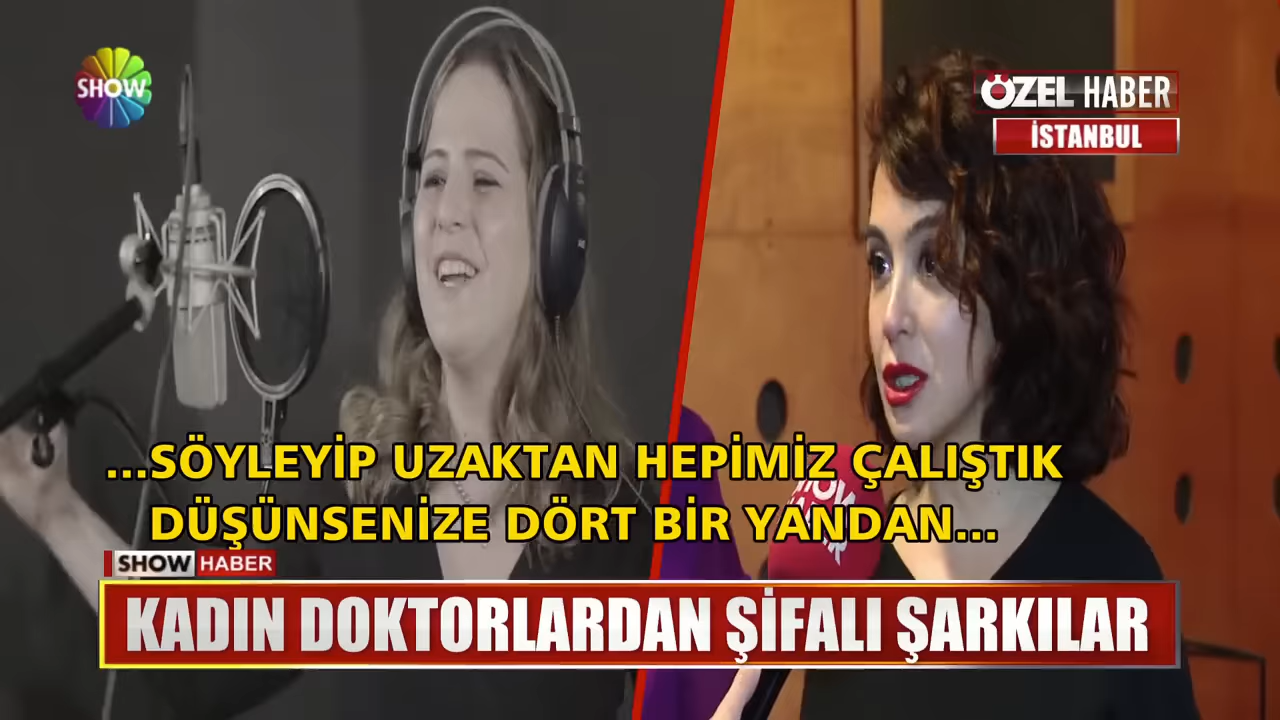 SHOW
ÖZEL HABER
İSTANBUL
...SÖYLEYİP UZAKTAN HEPİMİZ ÇALIŞTIK
DÜŞÜNSENİZE DÖRT BİR YANDAN...
SHOW HABER
KADIN DOKTORLARDAN ŞİFALI ŞARKILAR